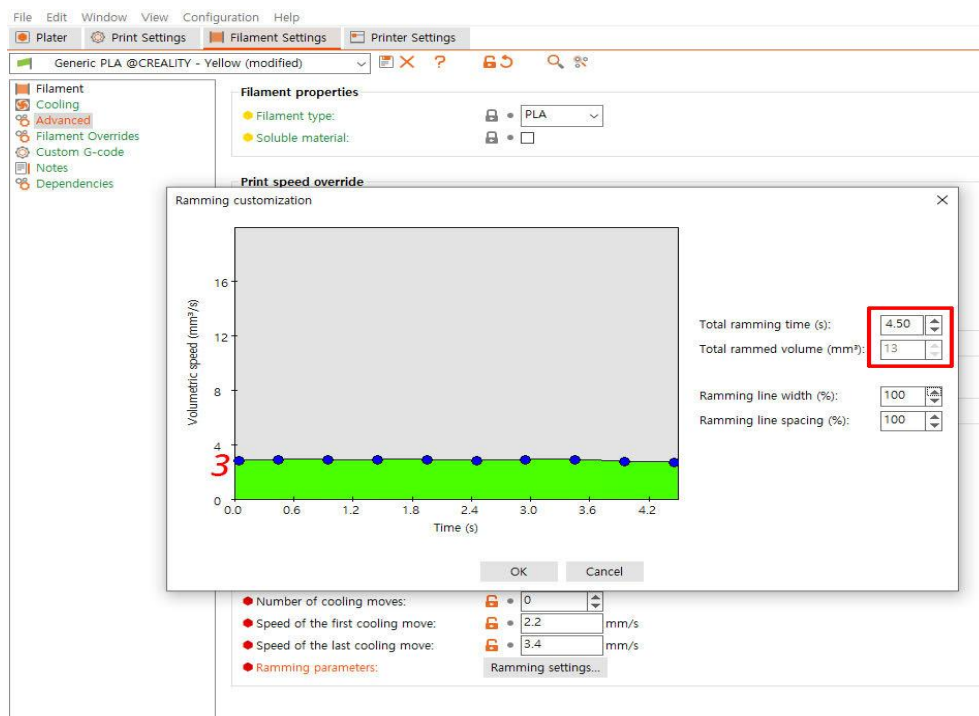 File Edit Window View Configuration Help
Plater Print Settings Filament Settings Printer Settings
Generic PLA @CREALITY - Yellow (modified) ?
Filament
Cooling
Advanced
Filament Overrides
Custom G-code
Notes
Dependencies
Filament properties
Filament type: PLA
Soluble material:
Print speed override
Ramming customization
Volumetric speed (mm³/s)
16
12
8
4
3
0
0.0 0.6 1.2 1.8 2.4 3.0 3.6 4.2
Time (s)
Total ramming time (s): 4.50
Total rammed volume (mm³): 13
Ramming line width (%): 100
Ramming line spacing (%): 100
OK Cancel
Number of cooling moves: 0
Speed of the first cooling move: 2.2 mm/s
Speed of the last cooling move: 3.4 mm/s
Ramming parameters: Ramming settings...